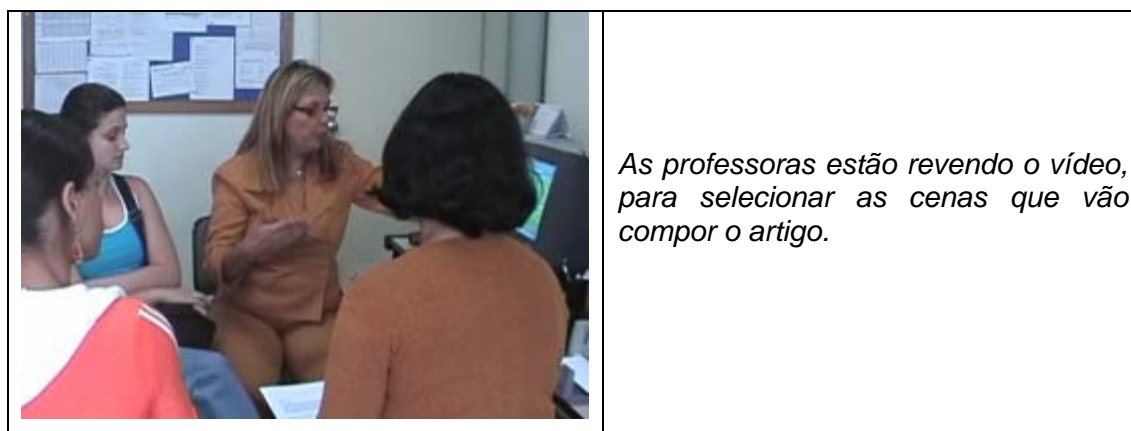 As professoras estão revendo o vídeo,
para selecionar as cenas que vão
compor o artigo.